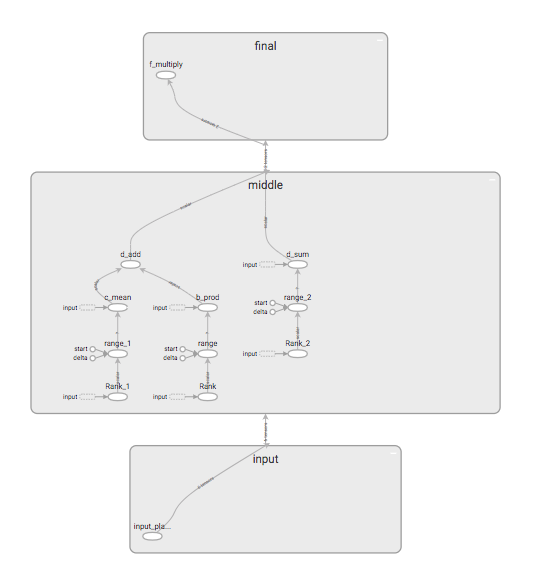 final
f_multiply
middle
d_add
d_sum
input
c_mean
b_prod
range_2
input
input
start
delta
range_1
range
Rank_2
start
delta
start
delta
input
Rank_1
Rank
input
input
input
input_pla...